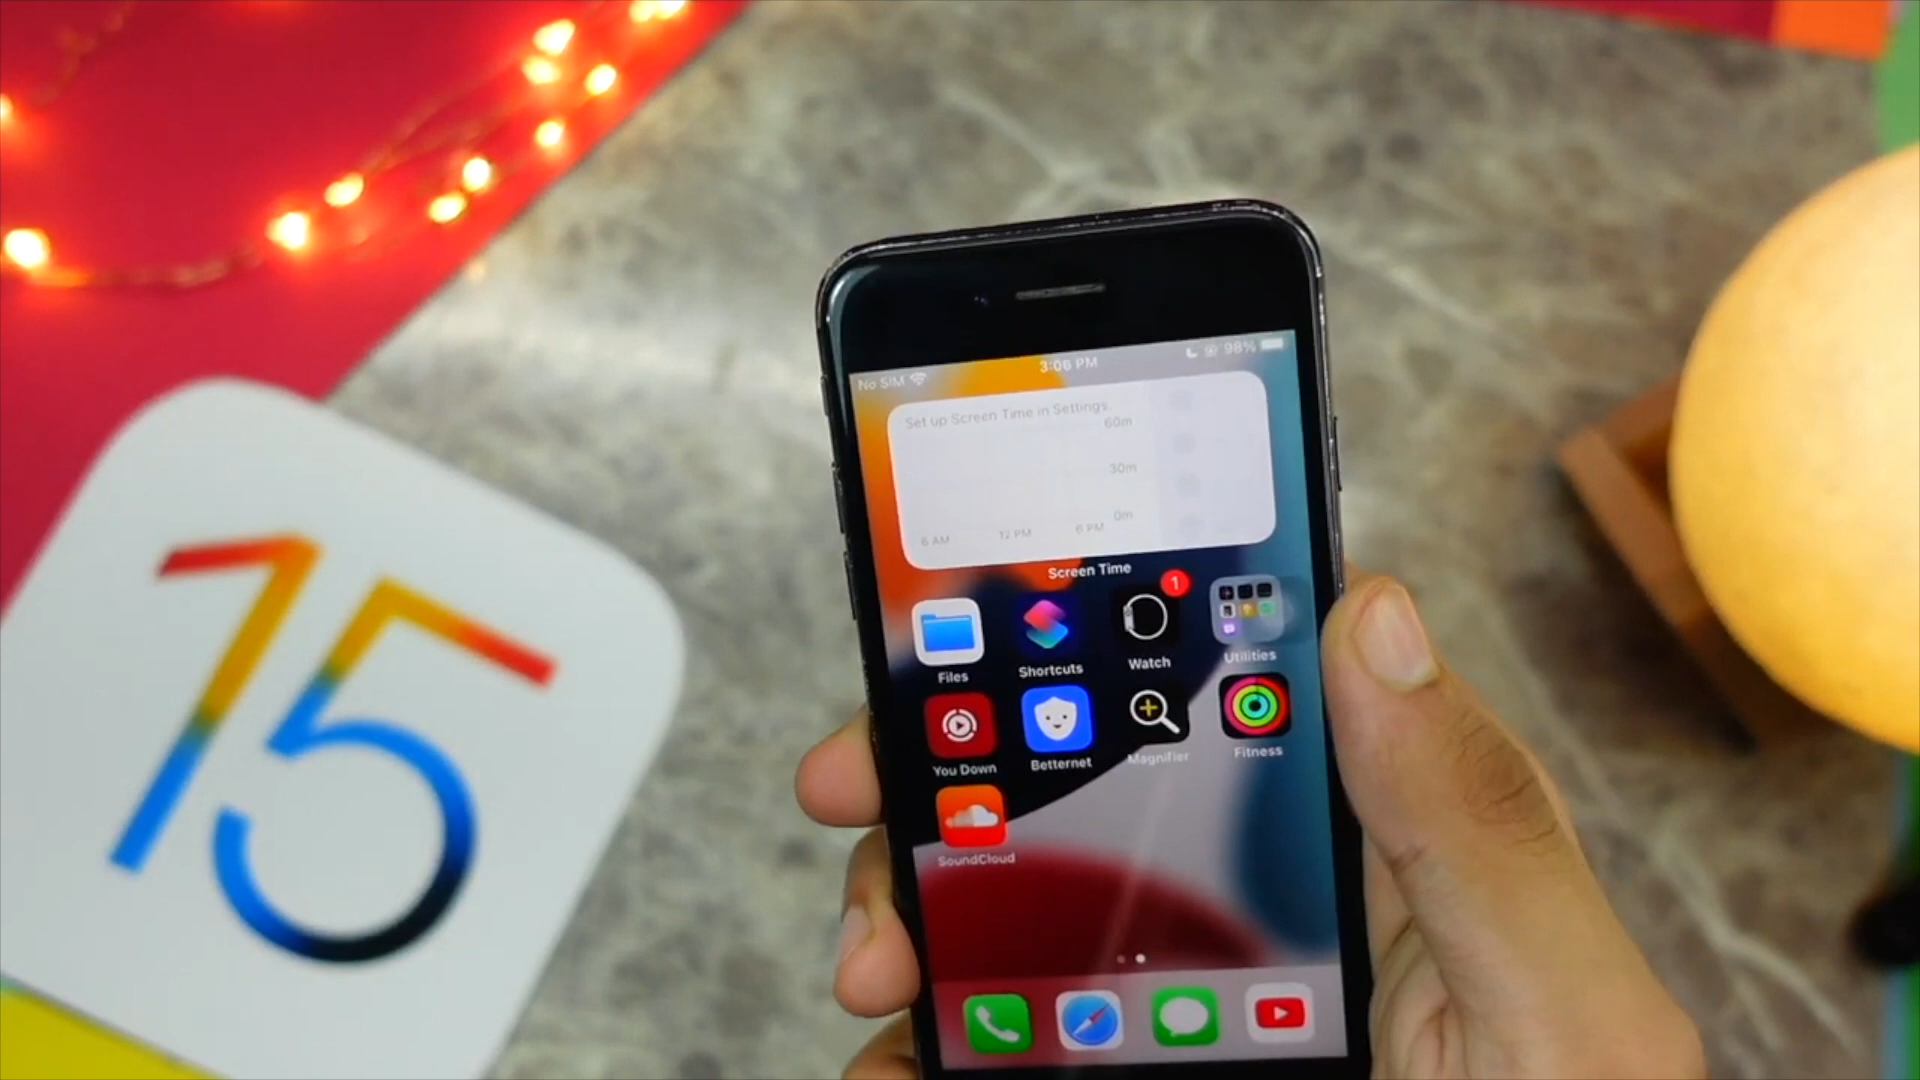 15
No SIM
3:06 PM
98%
Set up Screen Time in Settings.
60m
30m
0m
6 AM
12 PM
6 PM
Screen Time
1
Files
Shortcuts
Watch
Utilities
You Down
Betternet
Magnifier
Fitness
SoundCloud